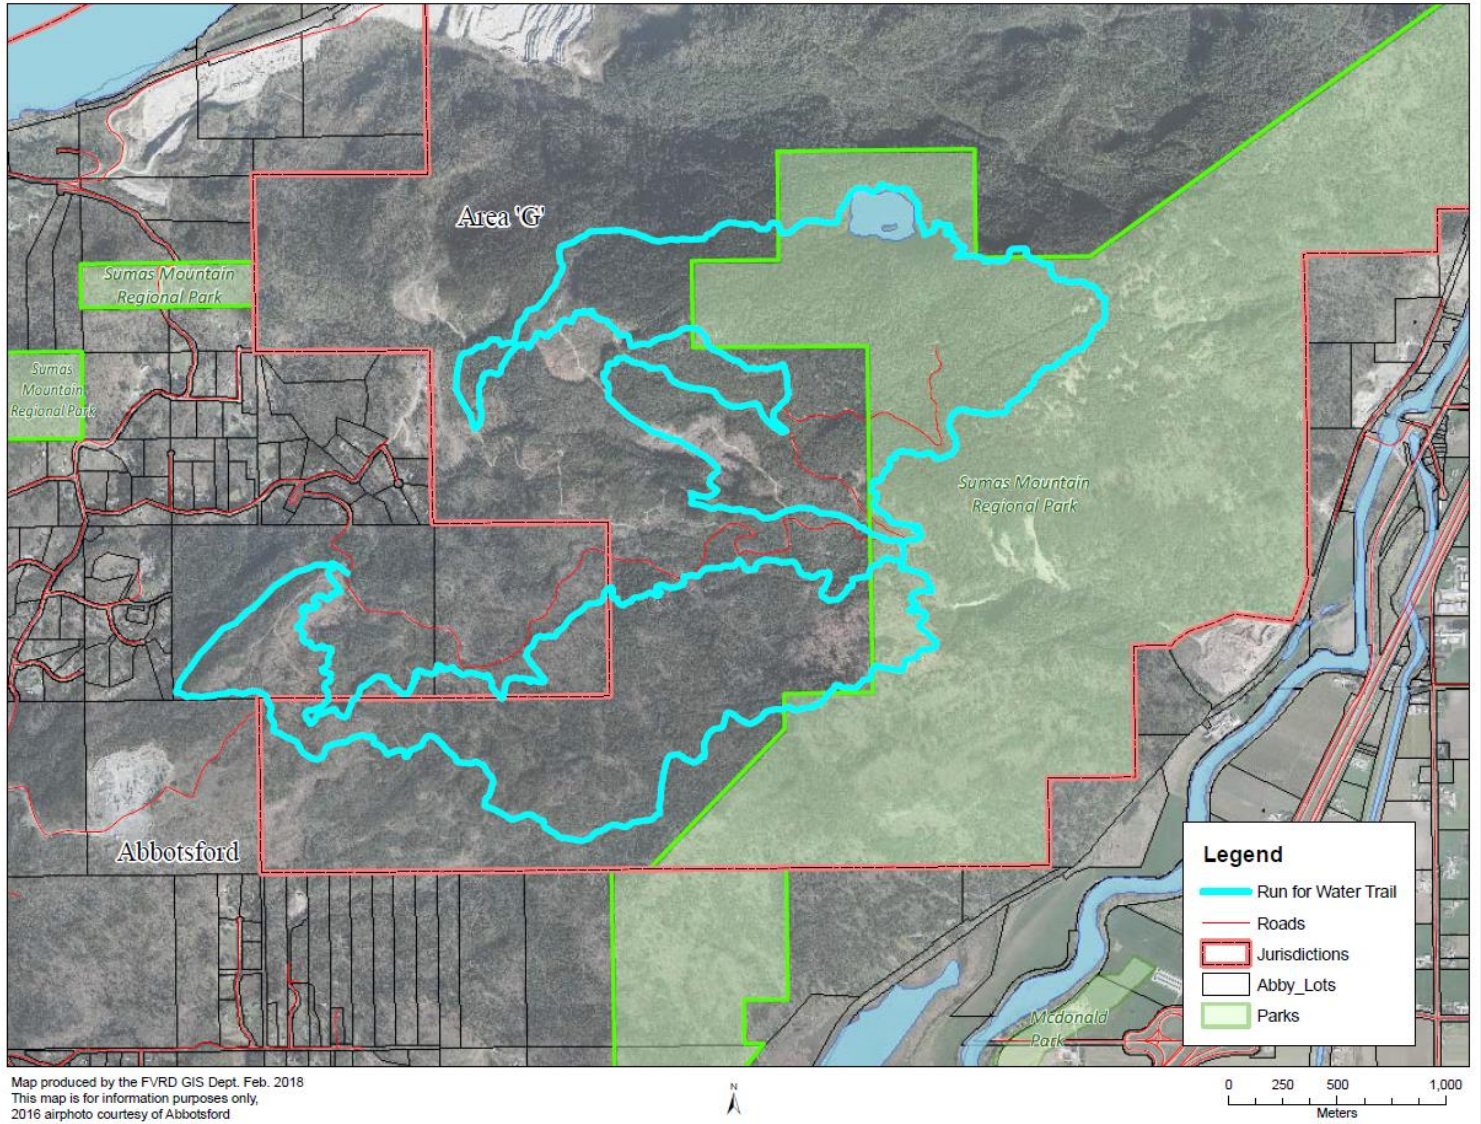 Area 'G'
Sumas Mountain
Regional Park
Sumas
Mountain
Regional Park
Sumas Mountain
Regional Park
Abbotsford
Mcdonald
Park
Legend
Run for Water Trail
Roads
Jurisdictions
Abby_Lots
Parks
Map produced by the FVRD GIS Dept. Feb. 2018
This map is for information purposes only,
2016 airphoto courtesy of Abbotsford
N
0 250 500 1,000
Meters